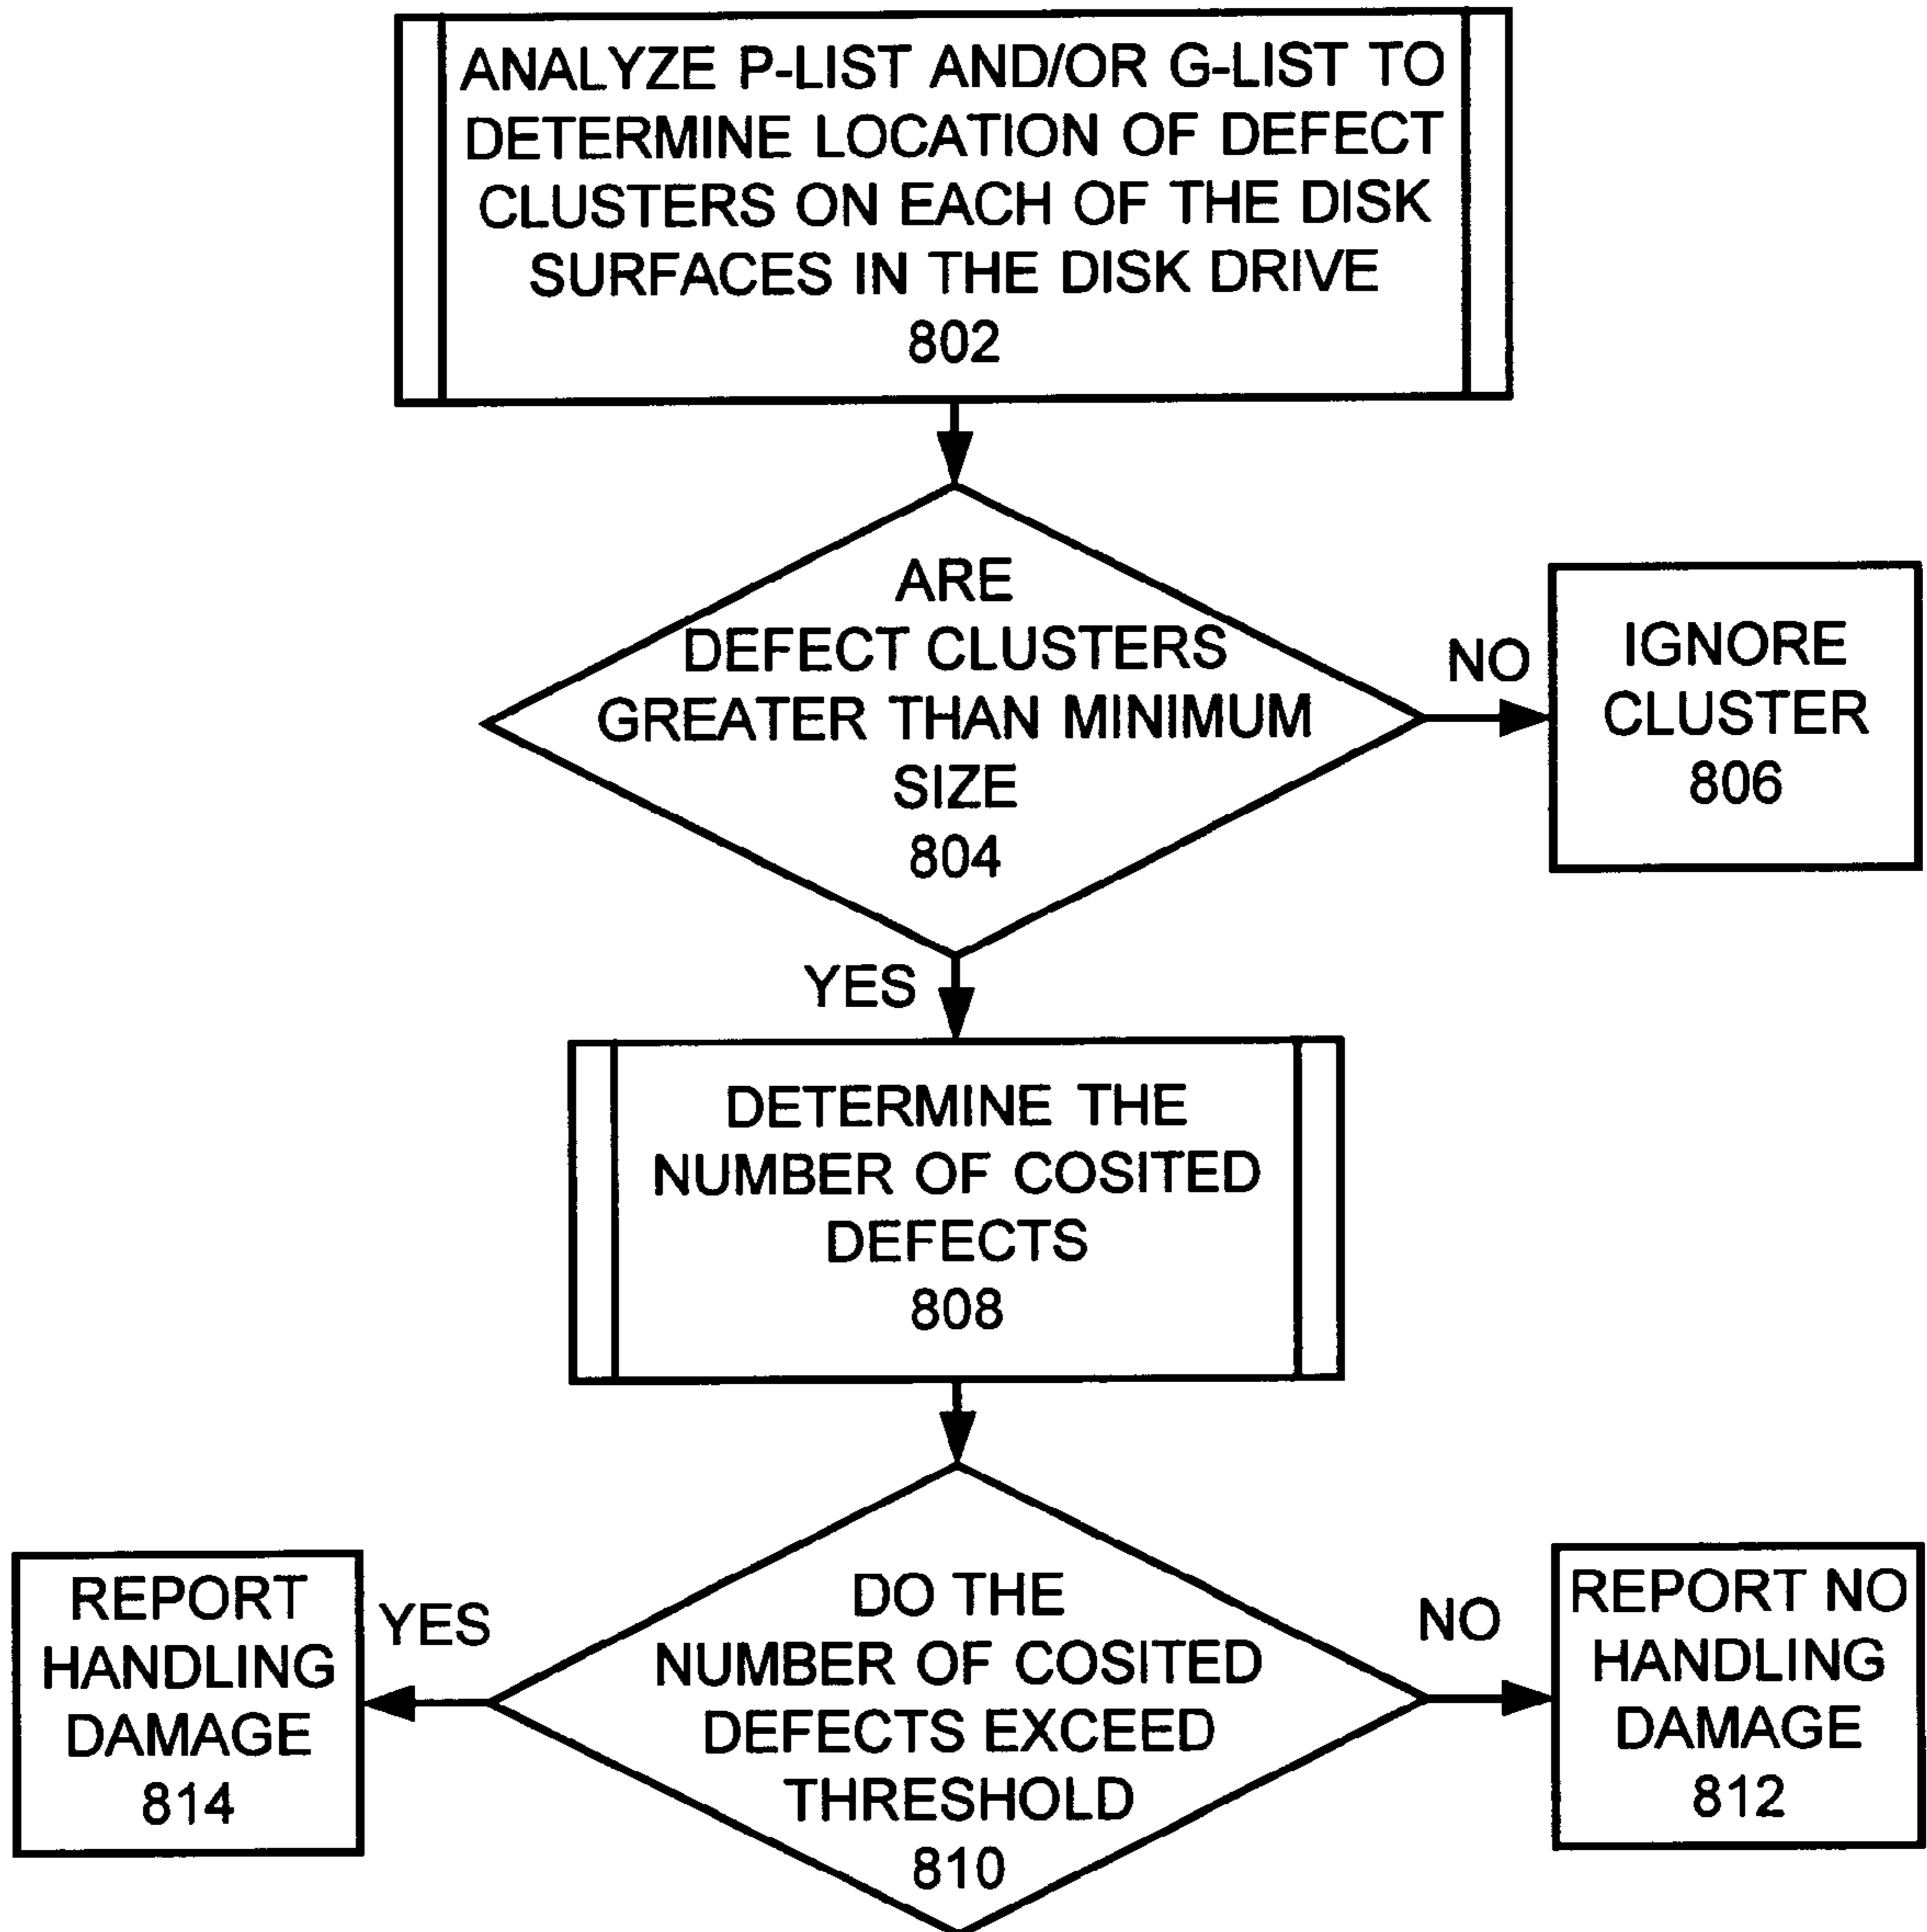 ANALYZE P-LIST AND/OR G-LIST TO
DETERMINE LOCATION OF DEFECT
CLUSTERS ON EACH OF THE DISK
SURFACES IN THE DISK DRIVE
802
ARE
DEFECT CLUSTERS
GREATER THAN MINIMUM
SIZE
804
NO
IGNORE
CLUSTER
806
YES
DETERMINE THE
NUMBER OF COSITED
DEFECTS
808
DO THE
NUMBER OF COSITED
DEFECTS EXCEED
THRESHOLD
810
YES
REPORT
HANDLING
DAMAGE
814
NO
REPORT NO
HANDLING
DAMAGE
812